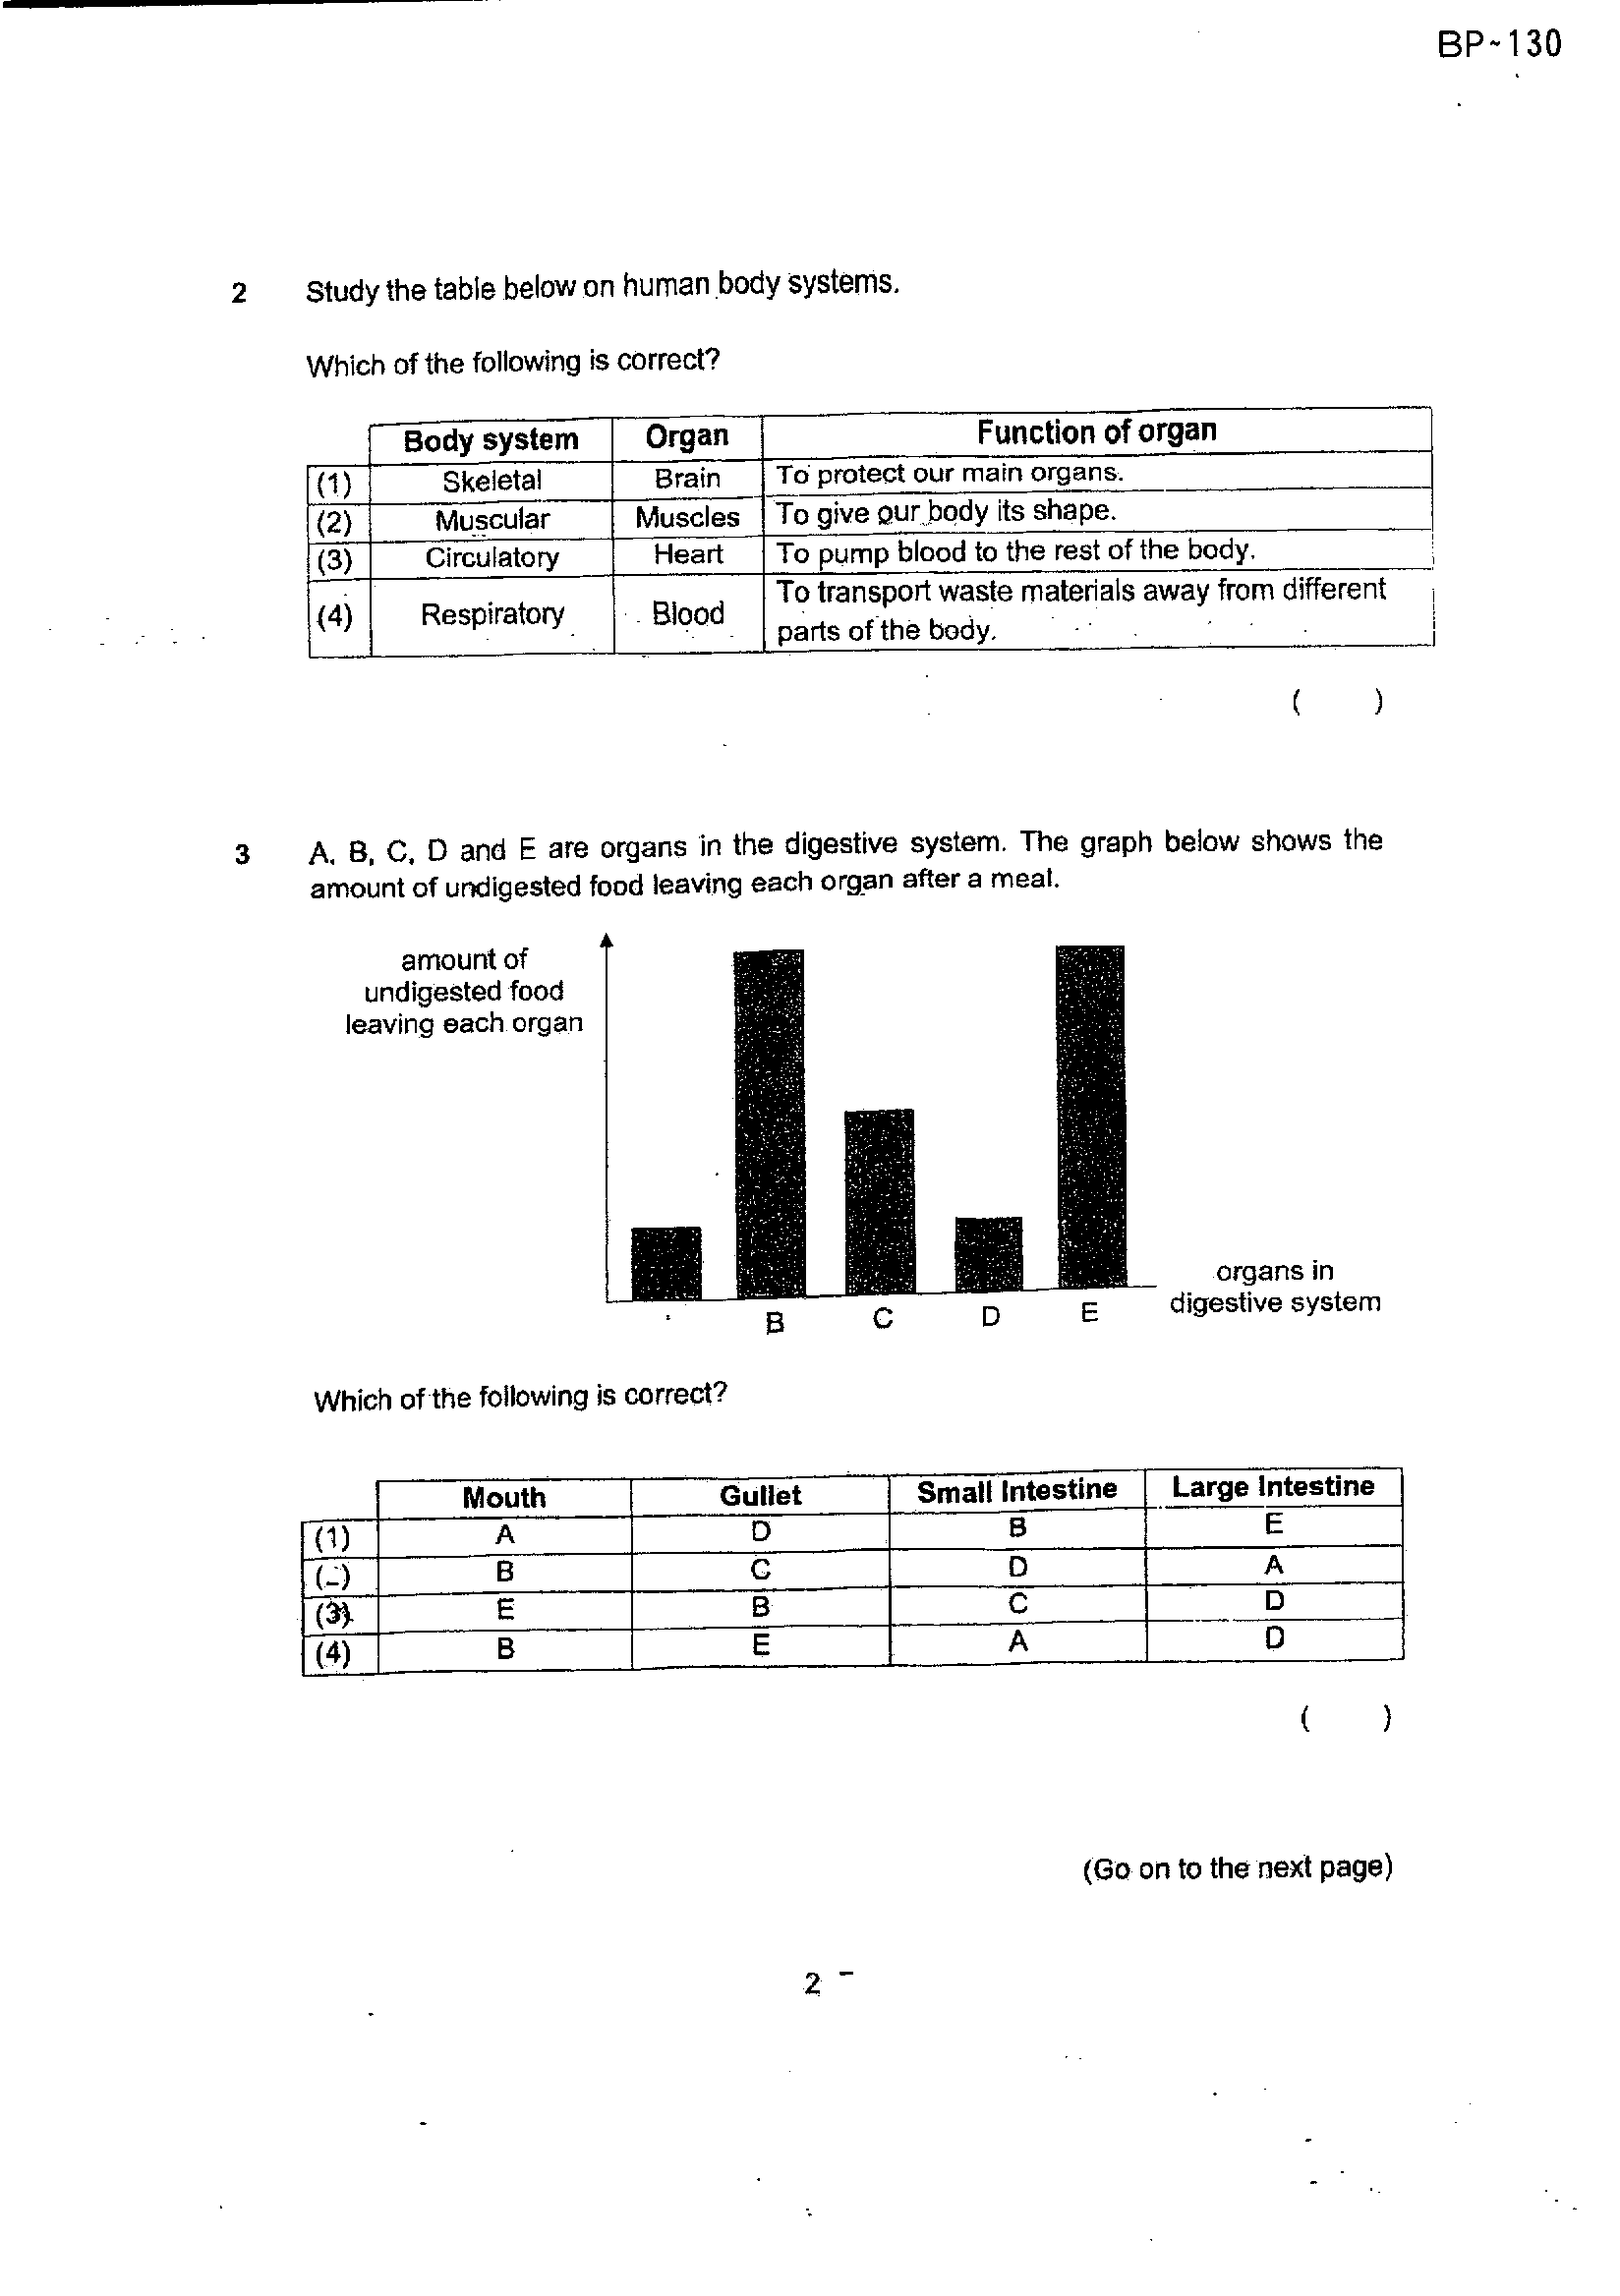 BP~130
2 Study the table below on human body systems.
Which of the following is correct?
Body system Organ Function of organ
(1) Skeletal Brain To protect our main organs.
(2) Muscular Muscles To give our body its shape.
(3) Circulatory Heart To pump blood to the rest of the body.
(4) Respiratory Blood To transport waste materials away from different
parts of the body.
( )
3 A, B, C, D and E are organs in the digestive system. The graph below shows the
amount of undigested food leaving each organ after a meal.
amount of
undigested food
leaving each organ
organs in
digestive system
B C D E
Which of the following is correct?
Mouth Gullet Small Intestine Large Intestine
(1) A D B E
B C D A
(3) E B C D
(4) B E A D
( )
(Go on to the next page)
2 -